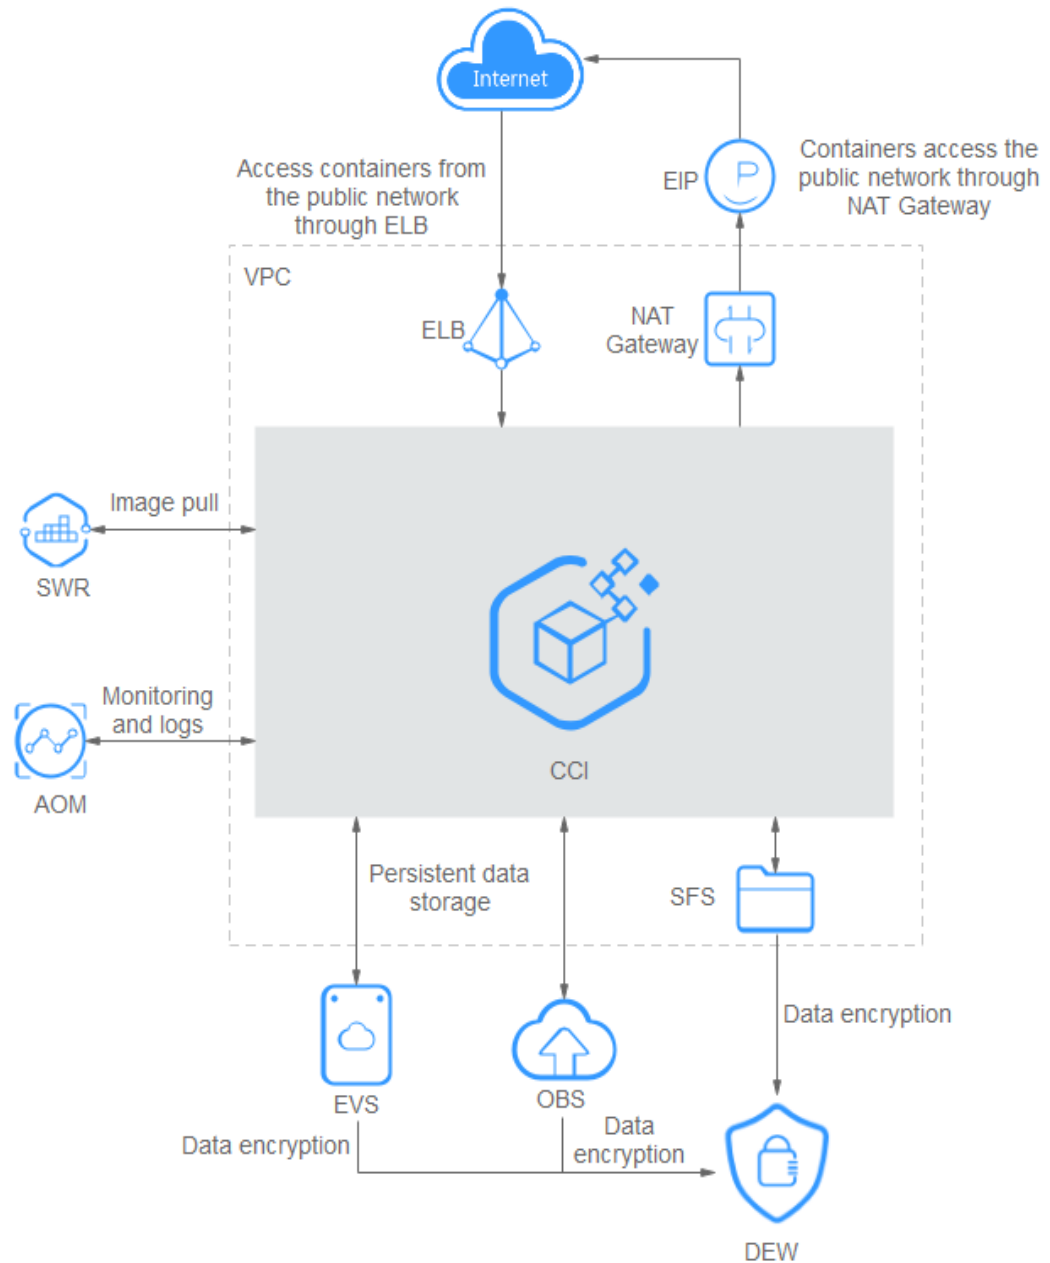 Internet
Access containers from
the public network
through ELB
EIP
Containers access the
public network through
NAT Gateway
VPC
ELB
NAT
Gateway
Image pull
SWR
Monitoring
and logs
AOM
CCI
Persistent data
storage
SFS
Data encryption
EVS
OBS
Data encryption
Data
encryption
DEW